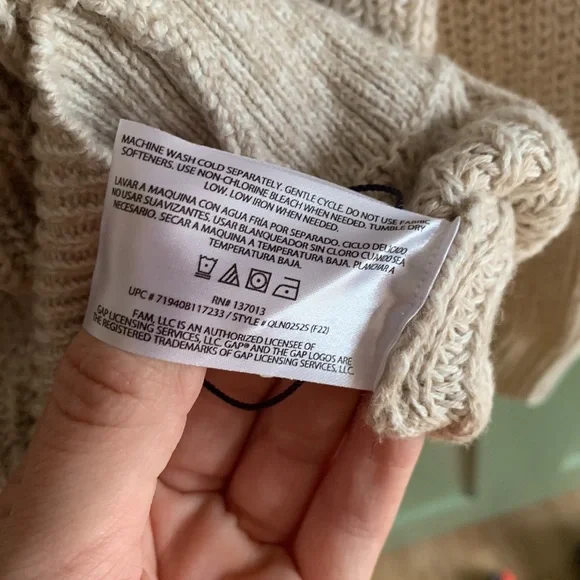 MACHINE WASH COLD SEPARATELY. GENTLE CYCLE. DO NOT USE FABRIC
SOFTENERS. USE NON-CHLORINE BLEACH WHEN NEEDED. TUMBLE DRY
LOW. LOW IRON WHEN NEEDED.
LAVAR A MAQUINA CON AGUA FRÍA POR SEPARADO. CICLO DELICADO
NO USAR SUAVIZANTES. USAR BLANQUEADOR SIN CLORO CUANDO SEA
NECESARIO. SECAR A MAQUINA A TEMPERATURA BAJA. PLANCHAR A
TEMPERATURA BAJA.
RN# 137013
UPC # 719408117233 / STYLE # QLN02525 (F22)
FAM, LLC IS AN AUTHORIZED LICENSEE OF
GAP LICENSING SERVICES, LLC. GAP® AND THE GAP LOGOS ARE
THE REGISTERED TRADEMARKS OF GAP LICENSING SERVICES, LLC.